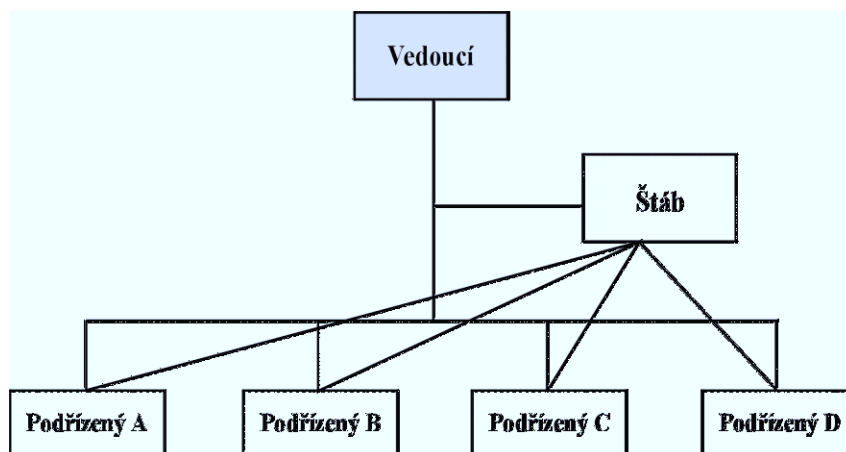 Vedoucí
Štáb
Podřízený A
Podřízený B
Podřízený C
Podřízený D